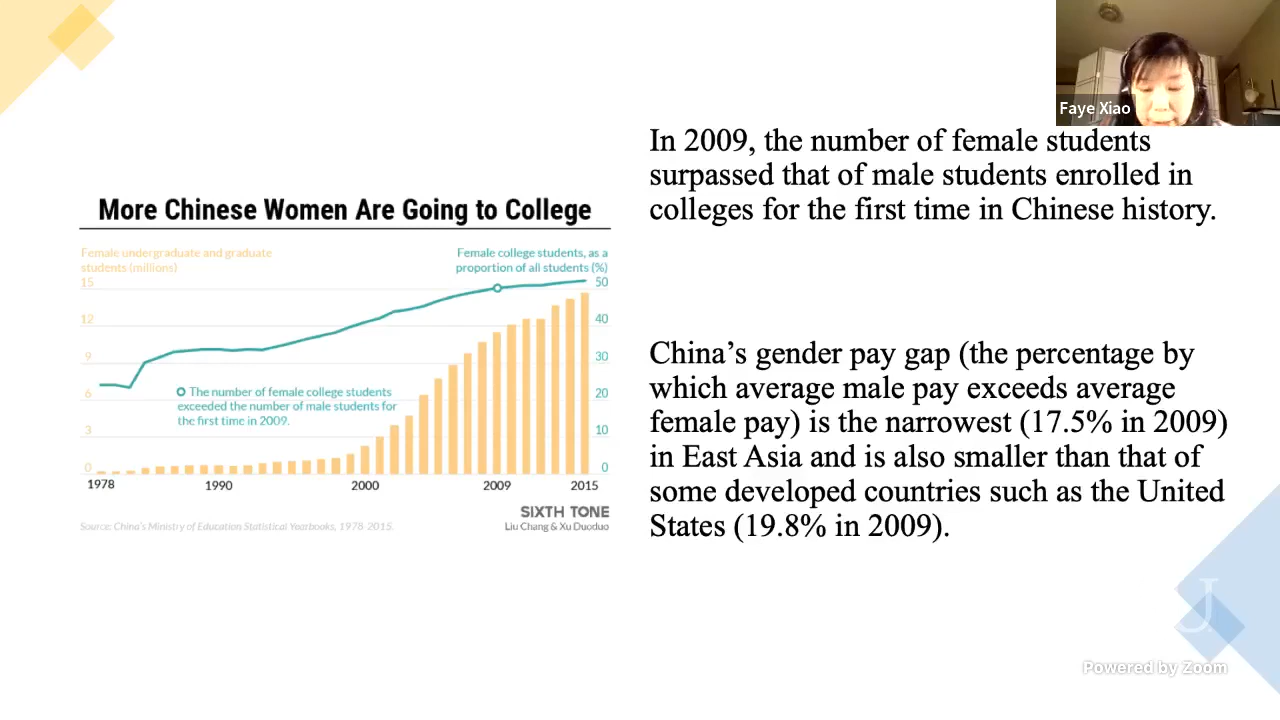 Faye Xiao
In 2009, the number of female students
surpassed that of male students enrolled in
colleges for the first time in Chinese history.
More Chinese Women Are Going to College
Female undergraduate and graduate
students (millions)
Female college students, as a
proportion of all students (%)
15
12
9
6
3
0
50
40
30
20
10
0
The number of female college students
exceeded the number of male students for
the first time in 2009.
1978
1990
2000
2009
2015
SIXTH TONE
Liu Chang & Xu Duoduo
Source: China's Ministry of Education Statistical Yearbooks, 1978-2015.
China’s gender pay gap (the percentage by
which average male pay exceeds average
female pay) is the narrowest (17.5% in 2009)
in East Asia and is also smaller than that of
some developed countries such as the United
States (19.8% in 2009).
J
Powered by Zoom